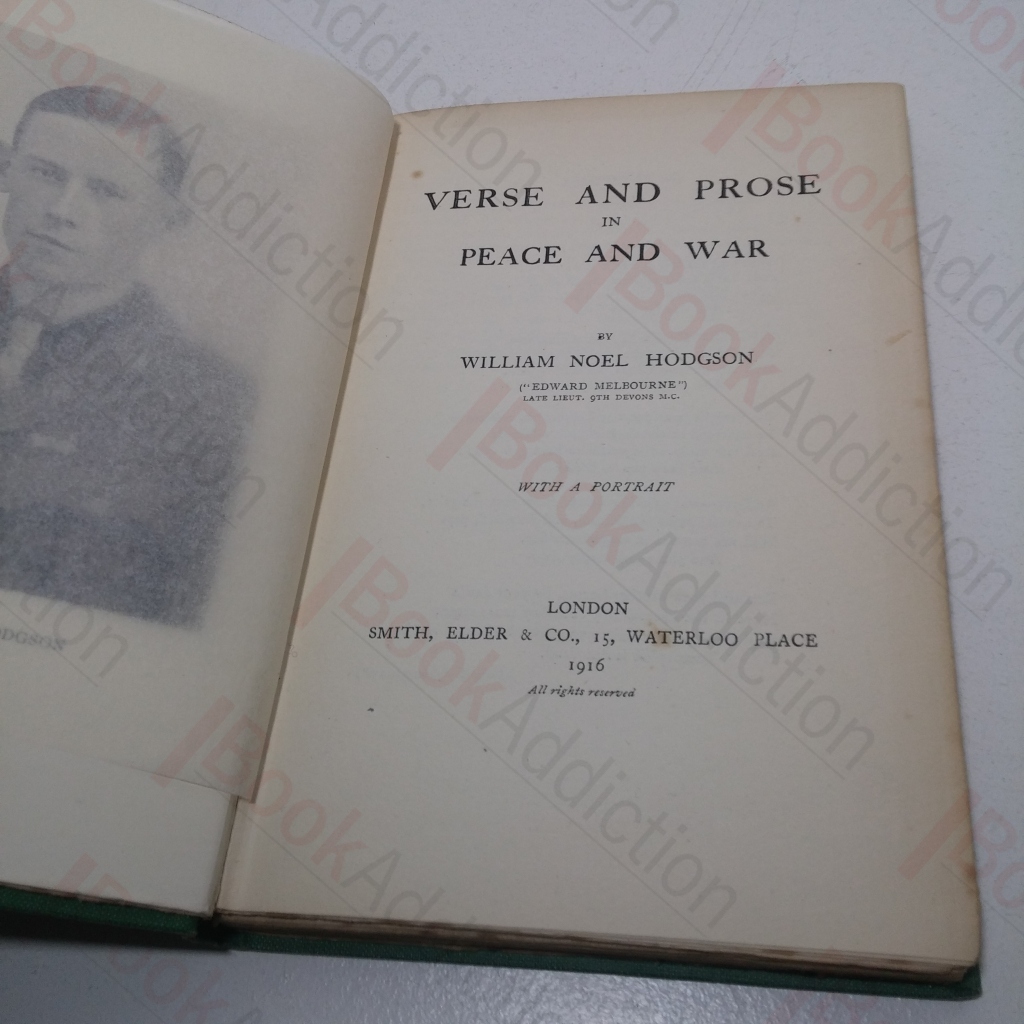 VERSE AND PROSE
IN
PEACE AND WAR
BY
WILLIAM NOEL HODGSON
("EDWARD MELBOURNE")
LATE LIEUT. 9TH DEVONS M.C.
WITH A PORTRAIT
LONDON
SMITH, ELDER & CO., 15, WATERLOO PLACE
1916
All rights reserved
BookAddiction